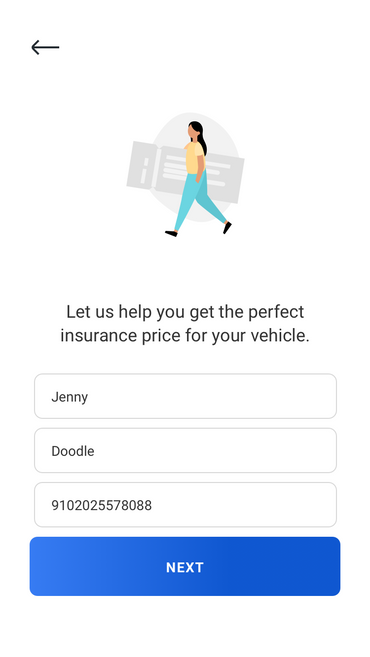 Let us help you get the perfect
insurance price for your vehicle.
Jenny
Doodle
9102025578088
NEXT